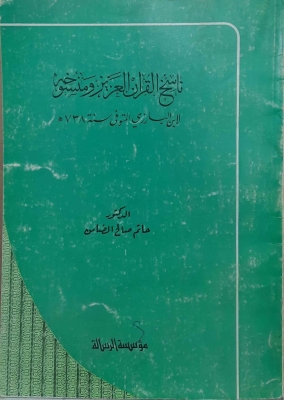 ناسخ القرآن العزيز ومنسوخه
لابن البارزي المتوفى سنة ٧٣٨ ه
الدكتور
حاتم صالح الضامن
مؤسسة الرسالة